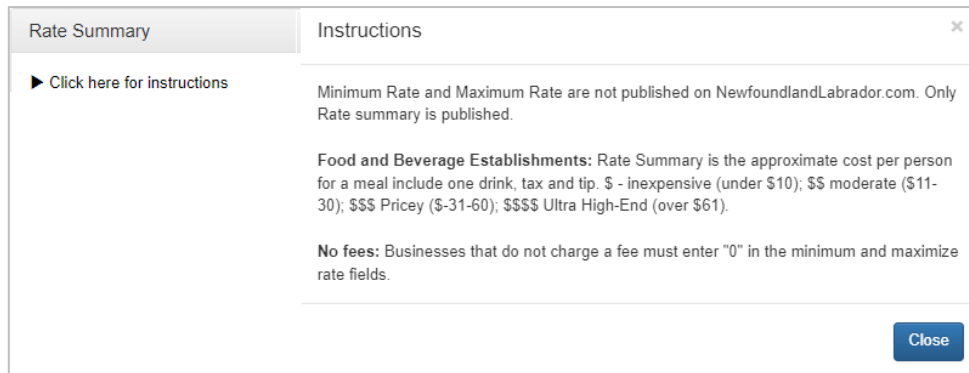 Rate Summary
▶ Click here for instructions
Instructions
×
Minimum Rate and Maximum Rate are not published on NewfoundlandLabrador.com. Only
Rate summary is published.
Food and Beverage Establishments: Rate Summary is the approximate cost per person
for a meal include one drink, tax and tip. $ - inexpensive (under $10); $$ moderate ($11-
30); $$$ Pricey ($-31-60); $$$$ Ultra High-End (over $61).
No fees: Businesses that do not charge a fee must enter "0" in the minimum and maximize
rate fields.
Close